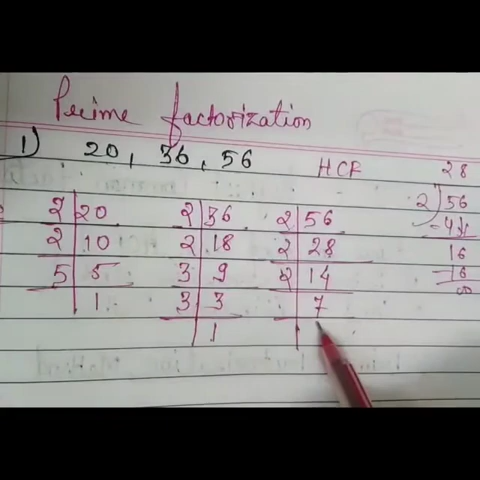 Prime factorization
1) 20, 36, 56 HCF 28
2) 56
2 20 2 36 2 56 -4
2 10 2 18 2 28 16
5 5 3 9 2 14 -16
1 3 3 7 00
1